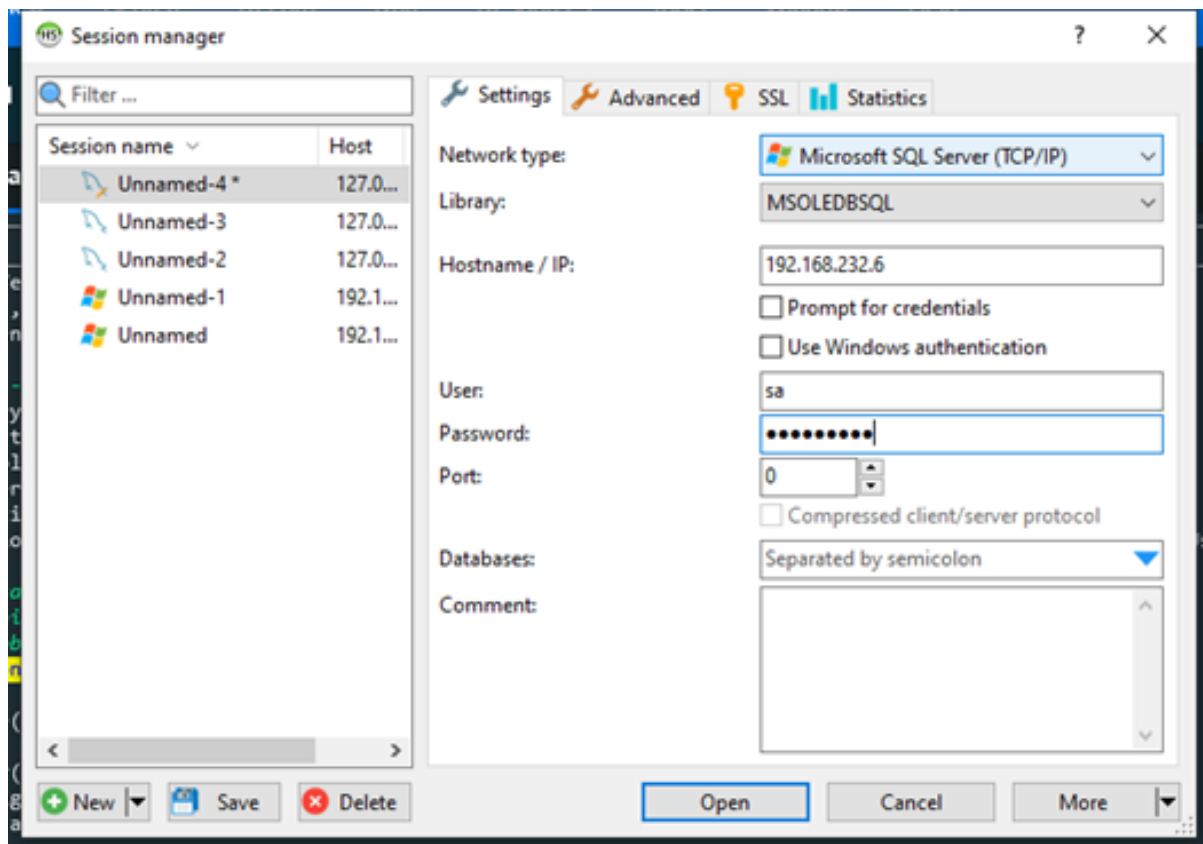 HS Session manager ? ×
Filter ...
Session name Host
Unnamed-4 * 127.0...
Unnamed-3 127.0...
Unnamed-2 127.0...
Unnamed-1 192.1...
Unnamed 192.1...
New Save Delete
Settings Advanced SSL Statistics
Network type: Microsoft SQL Server (TCP/IP)
Library: MSOLEDBSQL
Hostname / IP: 192.168.232.6
Prompt for credentials
Use Windows authentication
User: sa
Password: •••••••••
Port: 0
Compressed client/server protocol
Databases: Separated by semicolon
Comment:
Open Cancel More